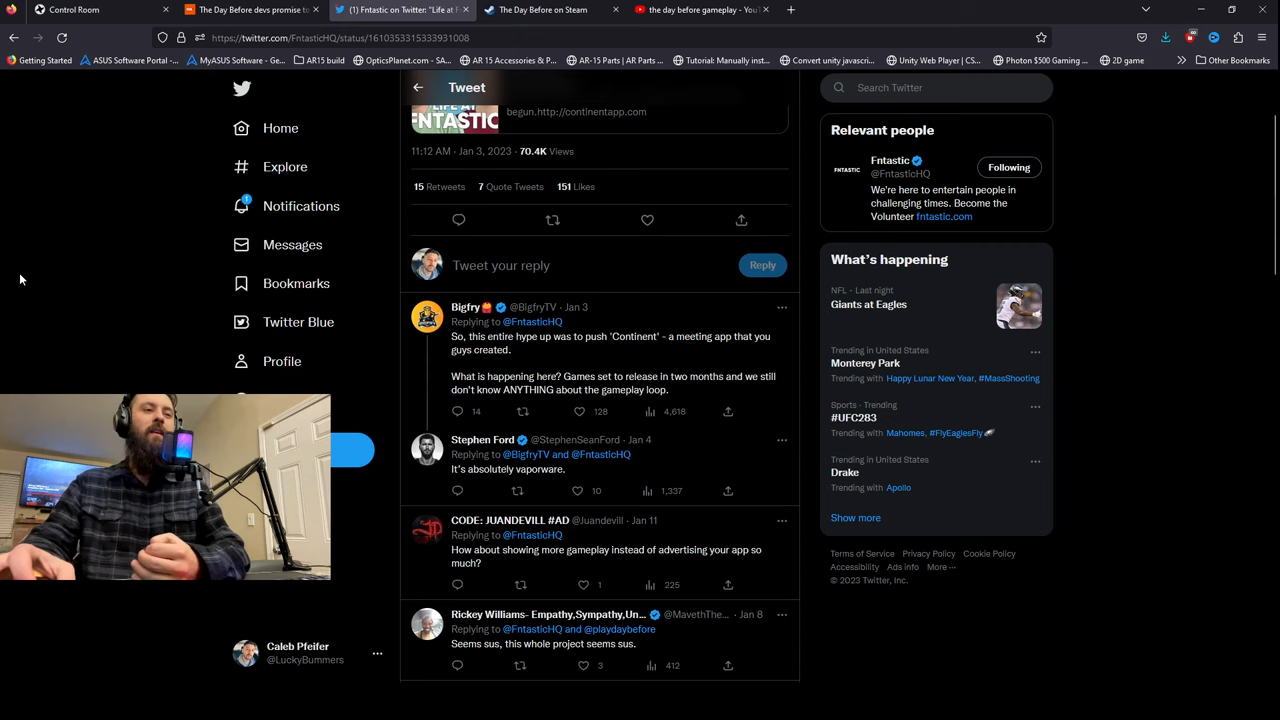 Control Room
The Day Before devs promise to
(1) Fntastic on Twitter: "Life at F
The Day Before on Steam
the day before gameplay - YouT
https://twitter.com/FntasticHQ/status/1610353315333931008
Getting Started
ASUS Software Portal -...
MyASUS Software - Ge...
AR15 build
OpticsPlanet.com - SA...
AR 15 Accessories & P...
AR-15 Parts | AR Parts ...
Tutorial: Manually inst...
Convert unity javascri...
Unity Web Player | CS...
Photon $500 Gaming ...
2D game
Other Bookmarks
Tweet
LIFE AT
FNTASTIC
begun.http://continentapp.com
11:12 AM · Jan 3, 2023 · 70.4K Views
15 Retweets 7 Quote Tweets 151 Likes
Tweet your reply
Reply
Home
Explore
1
Notifications
Messages
Bookmarks
Twitter Blue
Profile
Caleb Pfeifer
@LuckyBummers
Bigfry @BigfryTV · Jan 3
Replying to @FntasticHQ
So, this entire hype up was to push 'Continent' - a meeting app that you
guys created.
What is happening here? Games set to release in two months and we still
don't know ANYTHING about the gameplay loop.
14 128 4,618
Stephen Ford @StephenSeanFord · Jan 4
Replying to @BigfryTV and @FntasticHQ
It's absolutely vaporware.
10 1,337
CODE: JUANDEVILL #AD @Juandevill · Jan 11
Replying to @FntasticHQ
How about showing more gameplay instead of advertising your app so
much?
1 225
Rickey Williams- Empathy,Sympathy,Un... @MavethThe... · Jan 8
Replying to @FntasticHQ and @playdaybefore
Seems sus, this whole project seems sus.
3 412
Search Twitter
Relevant people
FNTASTIC
Fntastic
@FntasticHQ
Following
We're here to entertain people in
challenging times. Become the
Volunteer fntastic.com
What's happening
NFL · Last night
Giants at Eagles
Trending in United States
Monterey Park
Trending with Happy Lunar New Year, #MassShooting
Sports · Trending
#UFC283
Trending with Mahomes, #FlyEaglesFly
Trending in United States
Drake
Trending with Apollo
Show more
Terms of Service Privacy Policy Cookie Policy
Accessibility Ads info More ···
© 2023 Twitter, Inc.